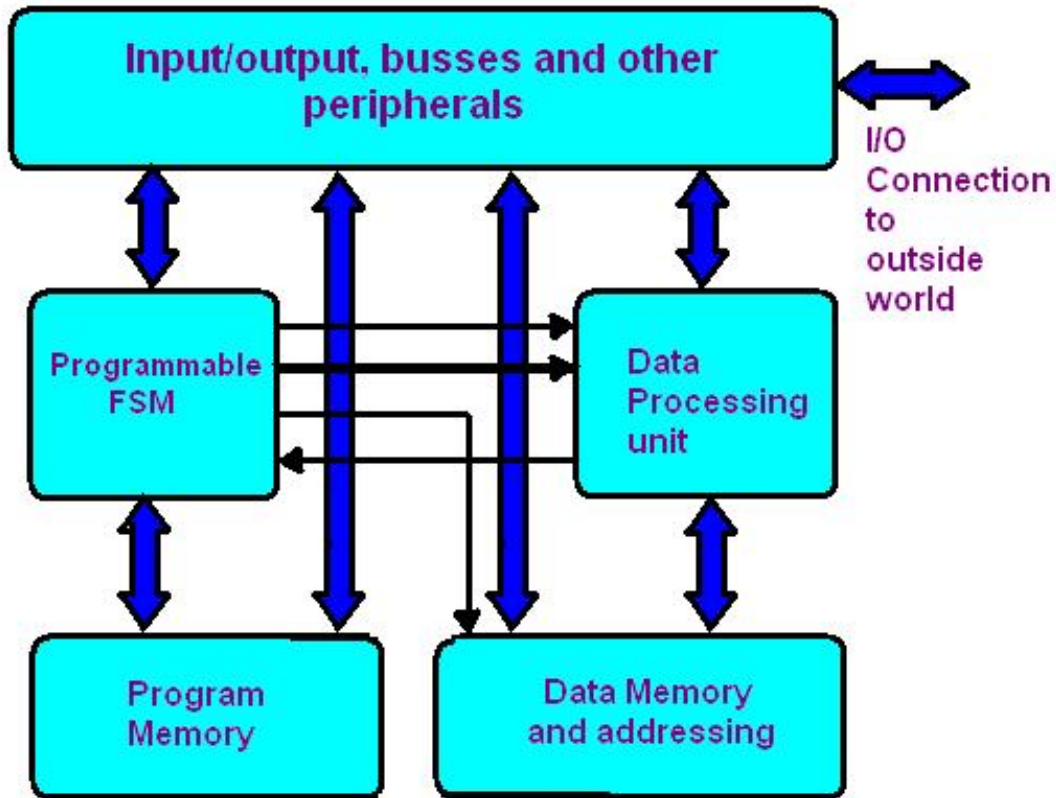 Input/output, busses and other
peripherals
I/O
Connection
to
outside
world
Programmable
FSM
Data
Processing
unit
Program
Memory
Data Memory
and addressing